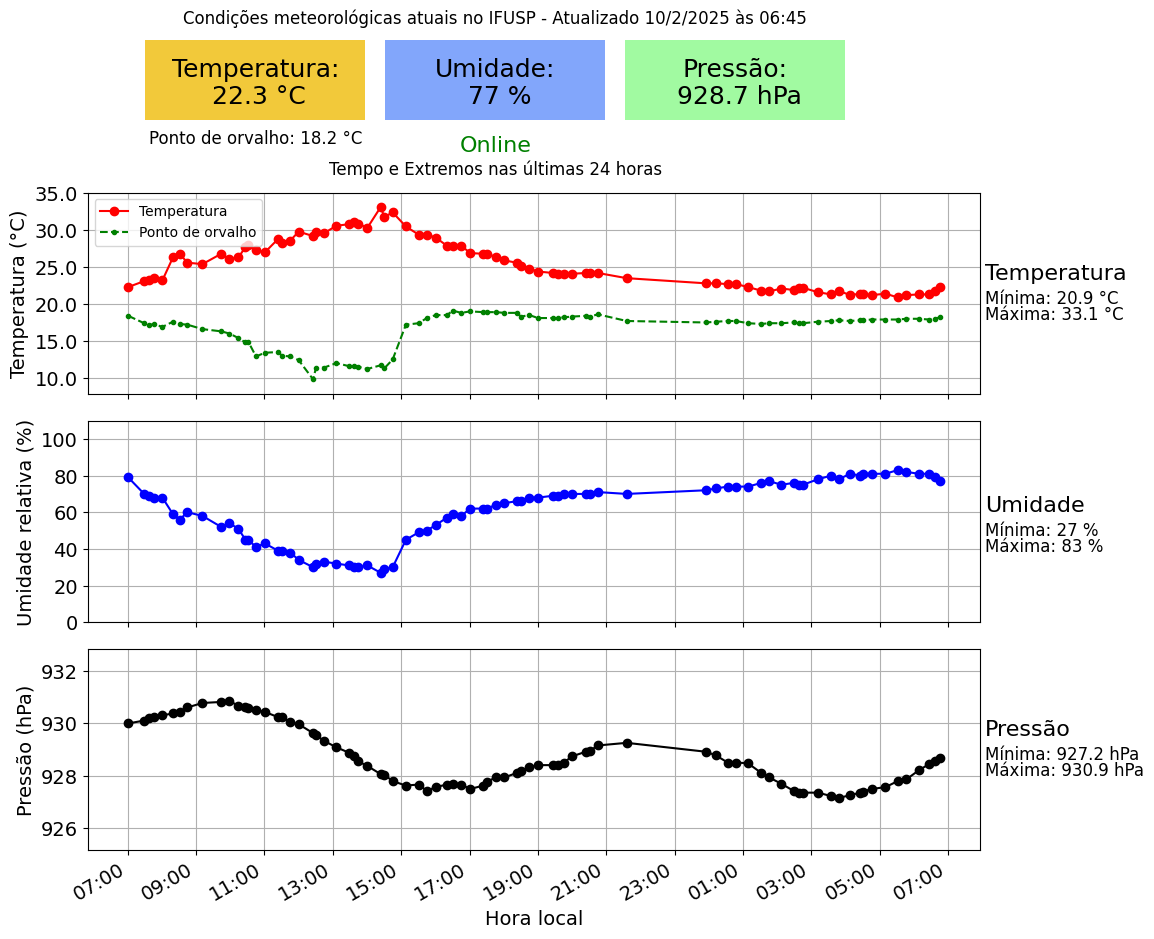 Condições meteorológicas atuais no IFUSP - Atualizado 10/2/2025 às 06:45
Temperatura:
22.3 °C
Umidade:
77 %
Pressão:
928.7 hPa
Ponto de orvalho: 18.2 °C
Online
Tempo e Extremos nas últimas 24 horas
Temperatura (°C)
35.0
30.0
25.0
20.0
15.0
10.0
Temperatura
Ponto de orvalho
Temperatura
Mínima: 20.9 °C
Máxima: 33.1 °C
Umidade relativa (%)
100
80
60
40
20
0
Umidade
Mínima: 27 %
Máxima: 83 %
Pressão (hPa)
932
930
928
926
Pressão
Mínima: 927.2 hPa
Máxima: 930.9 hPa
07:00 09:00 11:00 13:00 15:00 17:00 19:00 21:00 23:00 01:00 03:00 05:00 07:00
Hora local